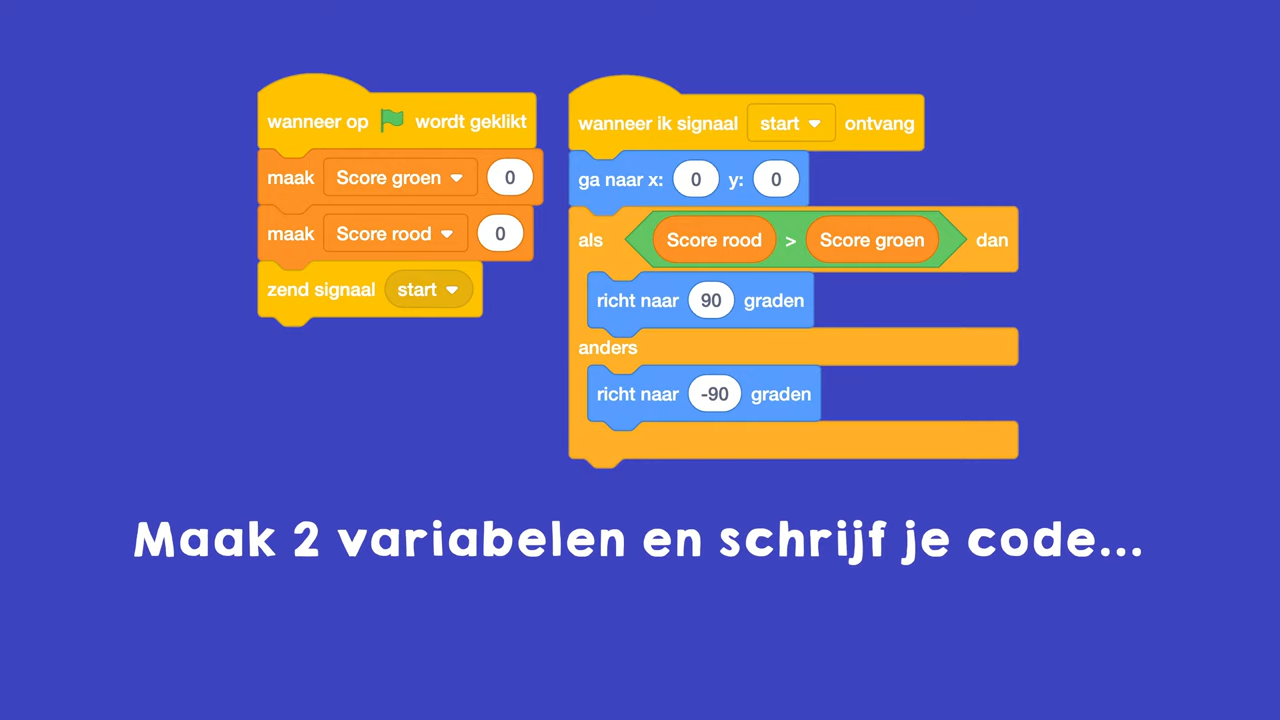 wanneer op wordt geklikt
maak Score groen 0
maak Score rood 0
zend signaal start
wanneer ik signaal start ontvang
ga naar x: 0 y: 0
als Score rood > Score groen dan
richt naar 90 graden
anders
richt naar -90 graden
Maak 2 variabelen en schrijf je code...